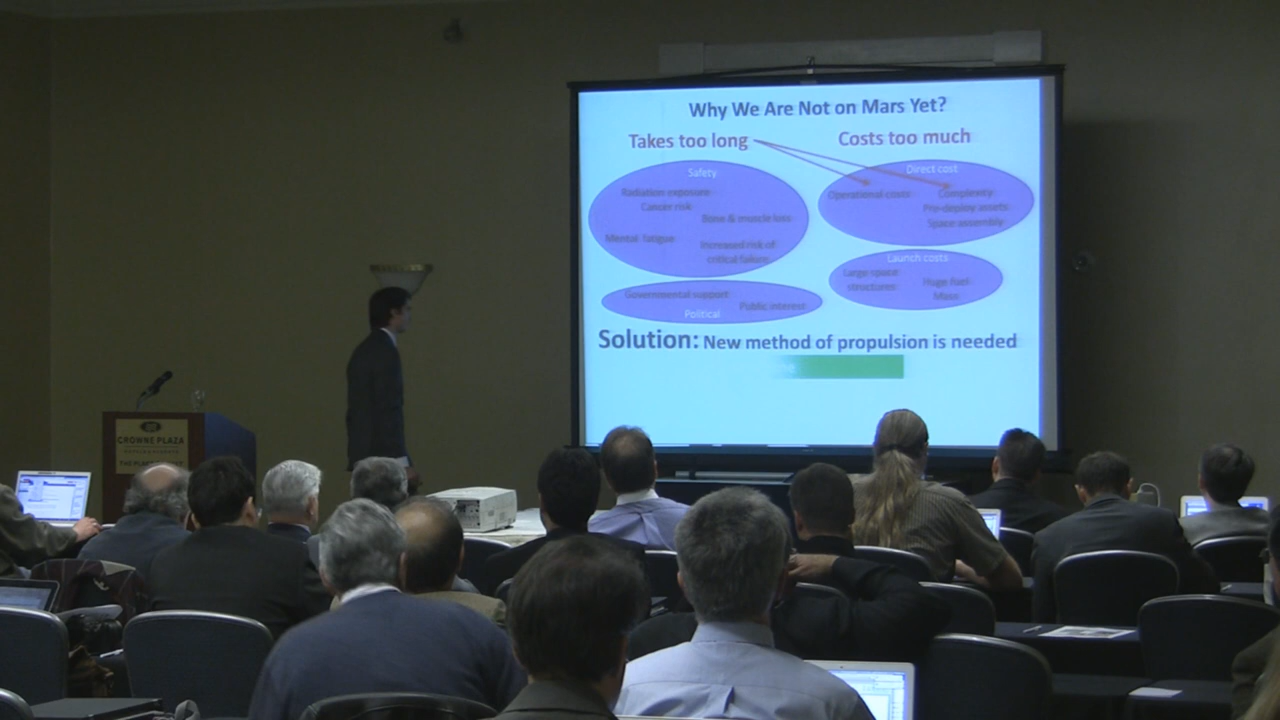 Why We Are Not on Mars Yet?
Takes too long
Costs too much
Safety
Radiation exposure
Cancer risk
Bone & muscle loss
Mental fatigue
Increased risk of
critical failure
Direct cost
Operational costs
Complexity
Pre-deploy assets
Space assembly
Launch costs
Large space
structures
Huge fuel
Mass
Governmental support
Public interest
Political
Solution: New method of propulsion is needed
CROWNE PLAZA